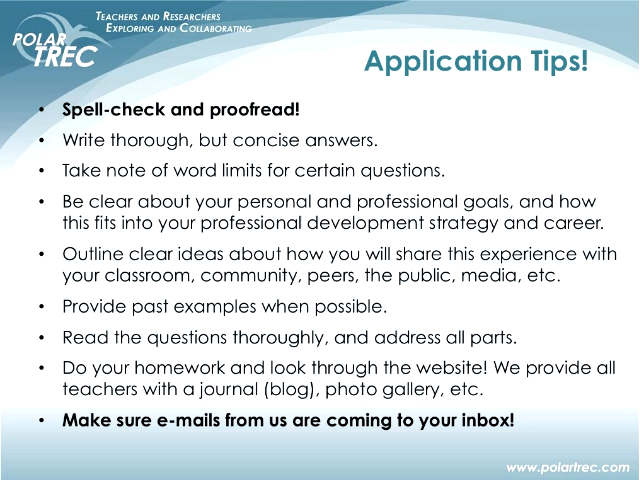 TEACHERS AND RESEARCHERS
EXPLORING AND COLLABORATING
POLAR
TREC
Application Tips!
• Spell-check and proofread!
• Write thorough, but concise answers.
• Take note of word limits for certain questions.
• Be clear about your personal and professional goals, and how
this fits into your professional development strategy and career.
• Outline clear ideas about how you will share this experience with
your classroom, community, peers, the public, media, etc.
• Provide past examples when possible.
• Read the questions thoroughly, and address all parts.
• Do your homework and look through the website! We provide all
teachers with a journal (blog), photo gallery, etc.
• Make sure e-mails from us are coming to your inbox!
www.polartrec.com